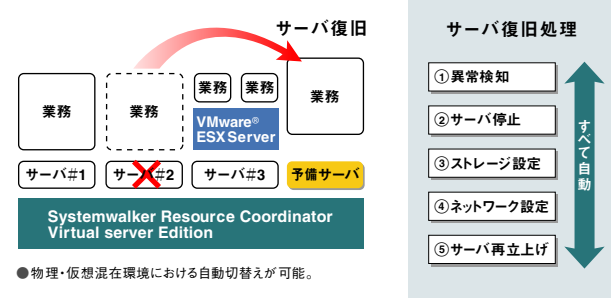 サーバ復旧
業務
業務
業務
業務
業務
VMware®
ESX Server
サーバ#1
サーバ#2
サーバ#3
予備サーバ
Systemwalker Resource Coordinator
Virtual server Edition
●物理・仮想混在環境における自動切替えが可能。
サーバ復旧処理
①異常検知
②サーバ停止
③ストレージ設定
④ネットワーク設定
⑤サーバ再立上げ
すべて自動